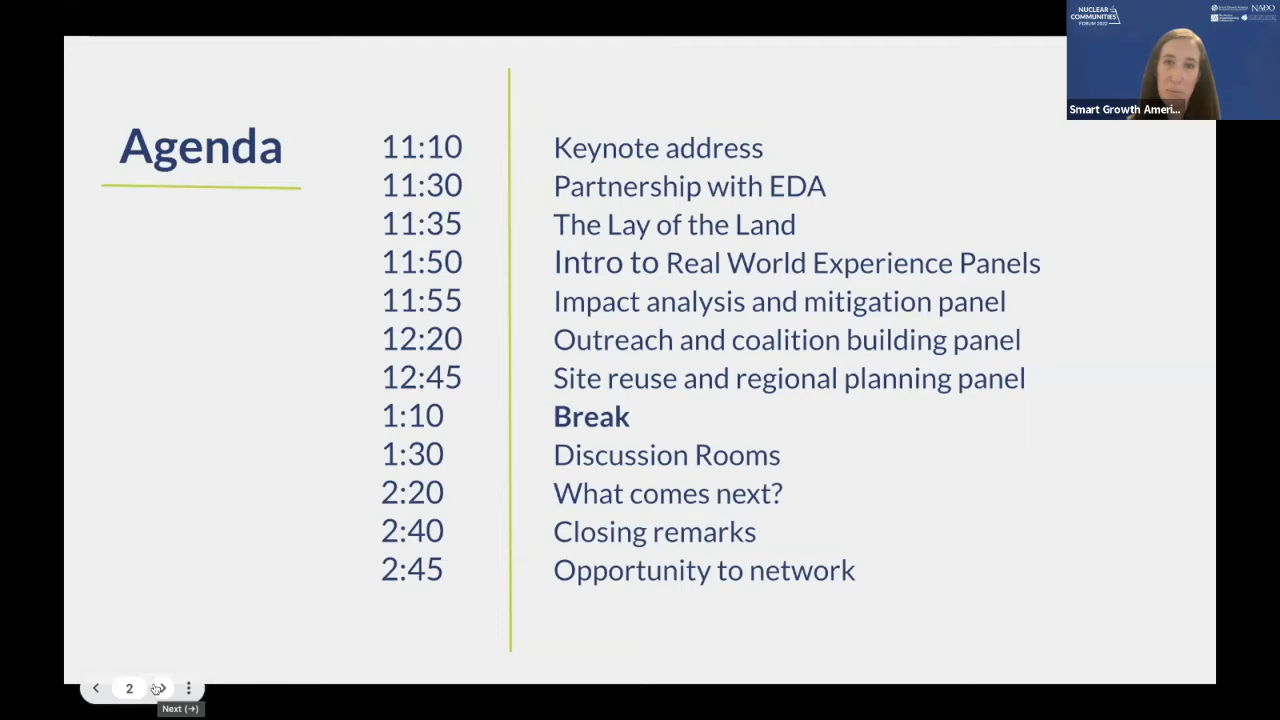 Agenda
11:10 Keynote address
11:30 Partnership with EDA
11:35 The Lay of the Land
11:50 Intro to Real World Experience Panels
11:55 Impact analysis and mitigation panel
12:20 Outreach and coalition building panel
12:45 Site reuse and regional planning panel
1:10 Break
1:30 Discussion Rooms
2:20 What comes next?
2:40 Closing remarks
2:45 Opportunity to network
NUCLEAR
COMMUNITIES
FORUM 2022
NADO
Smart Growth Ameri...
2
Next (→)